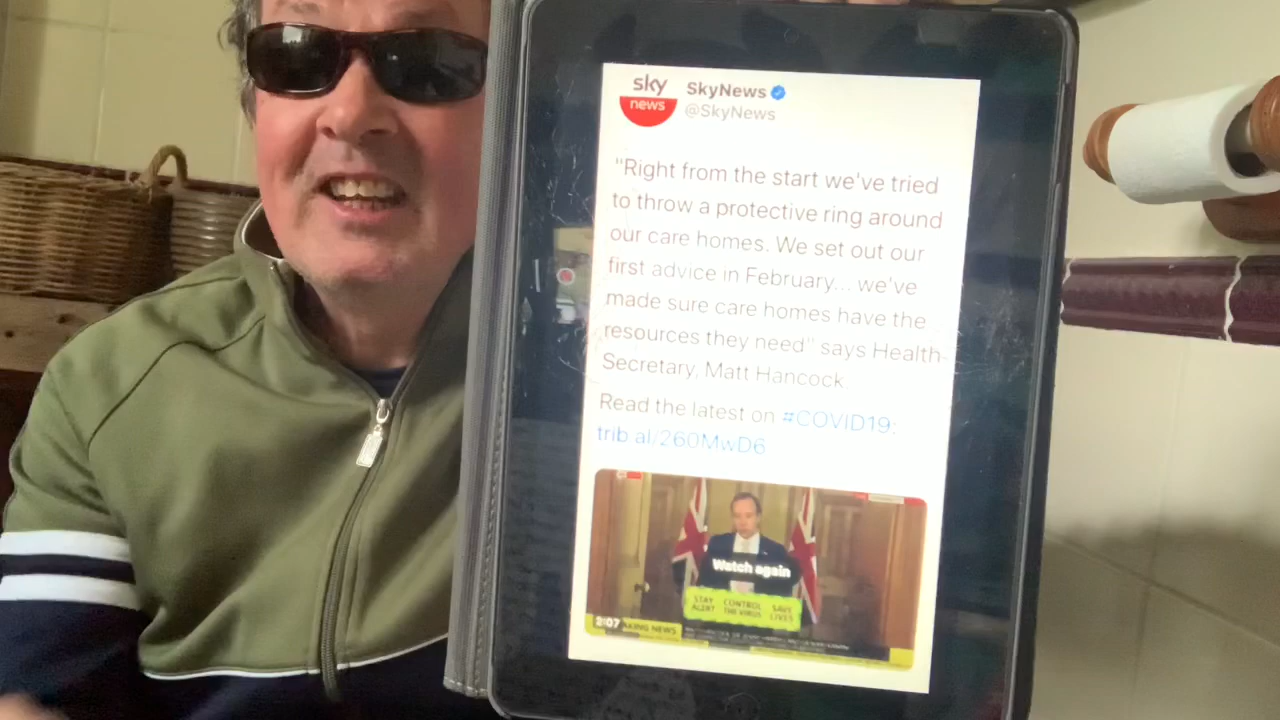 sky
news
SkyNews
@SkyNews
"Right from the start we've tried
to throw a protective ring around
our care homes. We set out our
first advice in February... we've
made sure care homes have the
resources they need" says Health
Secretary, Matt Hancock.
Read the latest on #COVID19:
trib.al/260MwD6
Watch again
STAY ALERT CONTROL THE VIRUS SAVE LIVES
2:07
KING NEWS